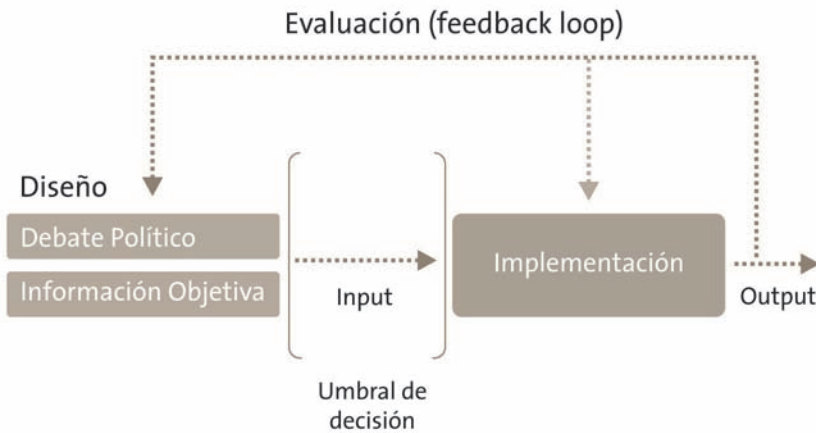 Evaluación (feedback loop)
Diseño
Debate Político
Información Objetiva
Input
Umbral de
decisión
Implementación
Output